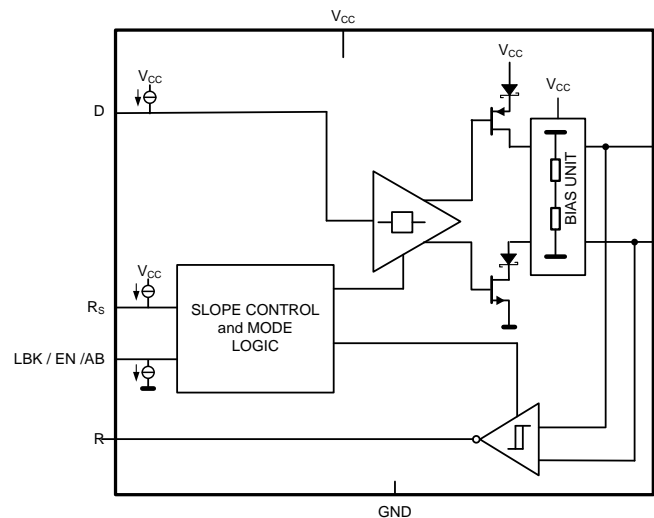 VCC
VCC
VCC
D
VCC
BIAS UNIT
VCC
RS
SLOPE CONTROL
and MODE
LOGIC
LBK / EN /AB
R
GND